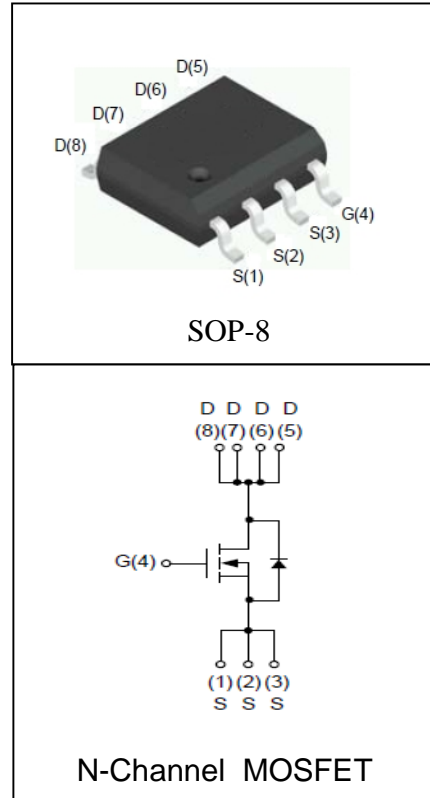 D(5)
D(6)
D(7)
D(8)
G(4)
S(3)
S(2)
S(1)
SOP-8
D D D D
(8)(7) (6) (5)
G(4)
(1) (2) (3)
S S S
N-Channel MOSFET